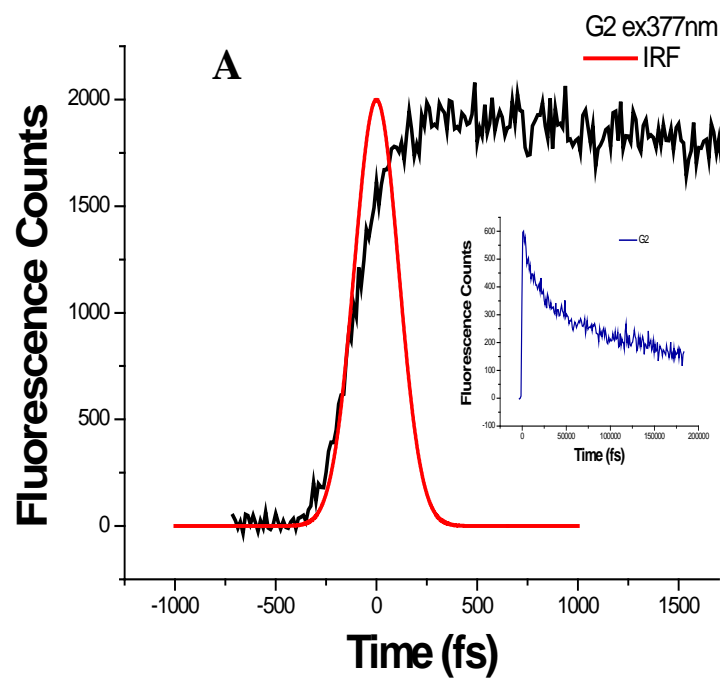 G2 ex377nm
IRF
A
Fluorescence Counts
2000
1500
1000
500
0
-1000 -500 0 500 1000 1500
Time (fs)
G2
Fluorescence Counts
600
500
400
300
200
100
0
-100
0 50000 100000 150000 200000
Time (fs)